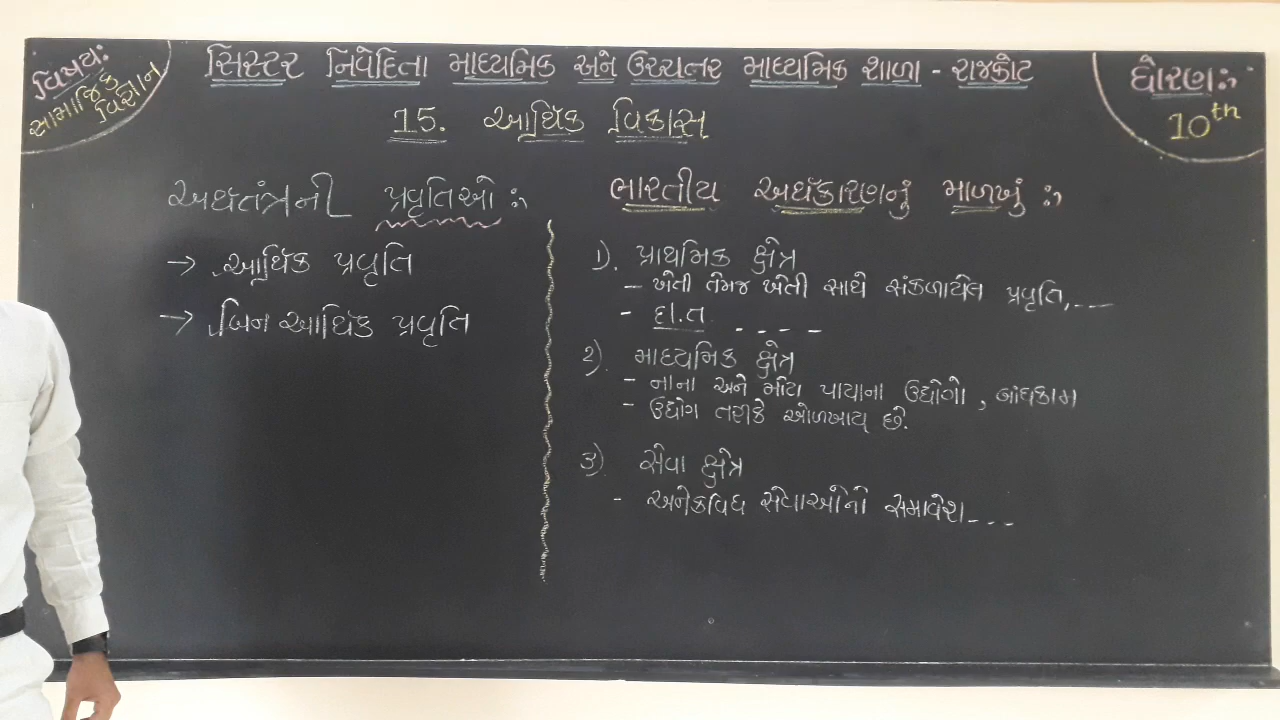 વિષય:
સામાજિક
વિજ્ઞાન
સિસ્ટર નિવેદિતા માધ્યમિક અને ઉચ્ચતર માધ્યમિક શાળા - રાજકોટ
ધોરણ:
10th
15. આર્થિક વિકાસ
અર્થતંત્રની પ્રવૃતિઓ :
→ આર્થિક પ્રવૃતિ
→ બિન આર્થિક પ્રવૃતિ
ભારતીય અર્થકારણનું માળખું :
1). પ્રાથમિક ક્ષેત્ર
- ખેતી તેમજ ખેતી સાથે સંકળાયેલ પ્રવૃતિ,---
- દા.ત ----
૨). માધ્યમિક ક્ષેત્ર
- નાના અને મોટા પાયાના ઉદ્યોગો, બાંધકામ
- ઉદ્યોગ તરીકે ઓળખાય છે.
૩) સેવા ક્ષેત્ર
- અનેકવિધ સેવાઓનો સમાવેશ---